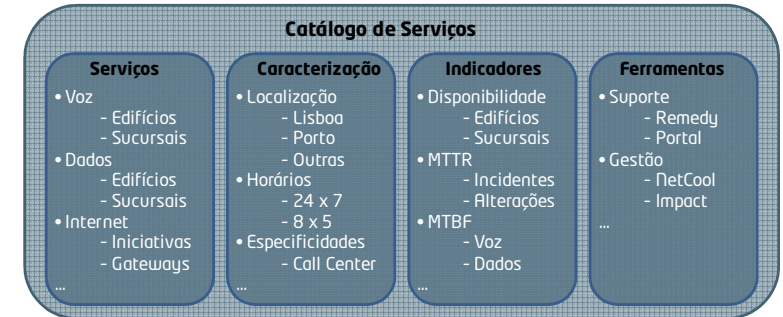 Catálogo de Serviços
Serviços
• Voz
- Edifícios
- Sucursais
• Dados
- Edifícios
- Sucursais
• Internet
- Iniciativas
- Gateways
...
Caracterização
• Localização
- Lisboa
- Porto
- Outras
• Horários
- 24 x 7
- 8 x 5
• Especificidades
- Call Center
...
Indicadores
• Disponibilidade
- Edifícios
- Sucursais
• MTTR
- Incidentes
- Alterações
• MTBF
- Voz
- Dados
...
Ferramentas
• Suporte
- Remedy
- Portal
• Gestão
- NetCool
- Impact
...